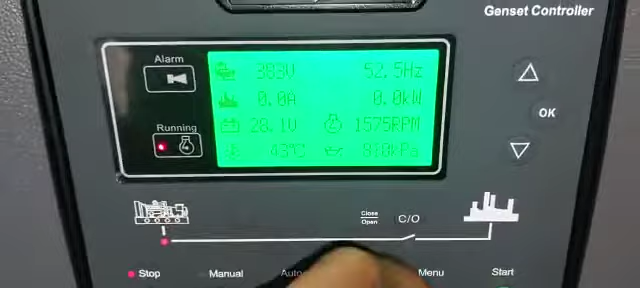 Genset Controller
Alarm
383V 52.5Hz
0.0A 0.0kW
Running
28.1V 1575RPM
43°C
kPa
Close
Open
C/O
Stop Manual Auto Menu Start
OK